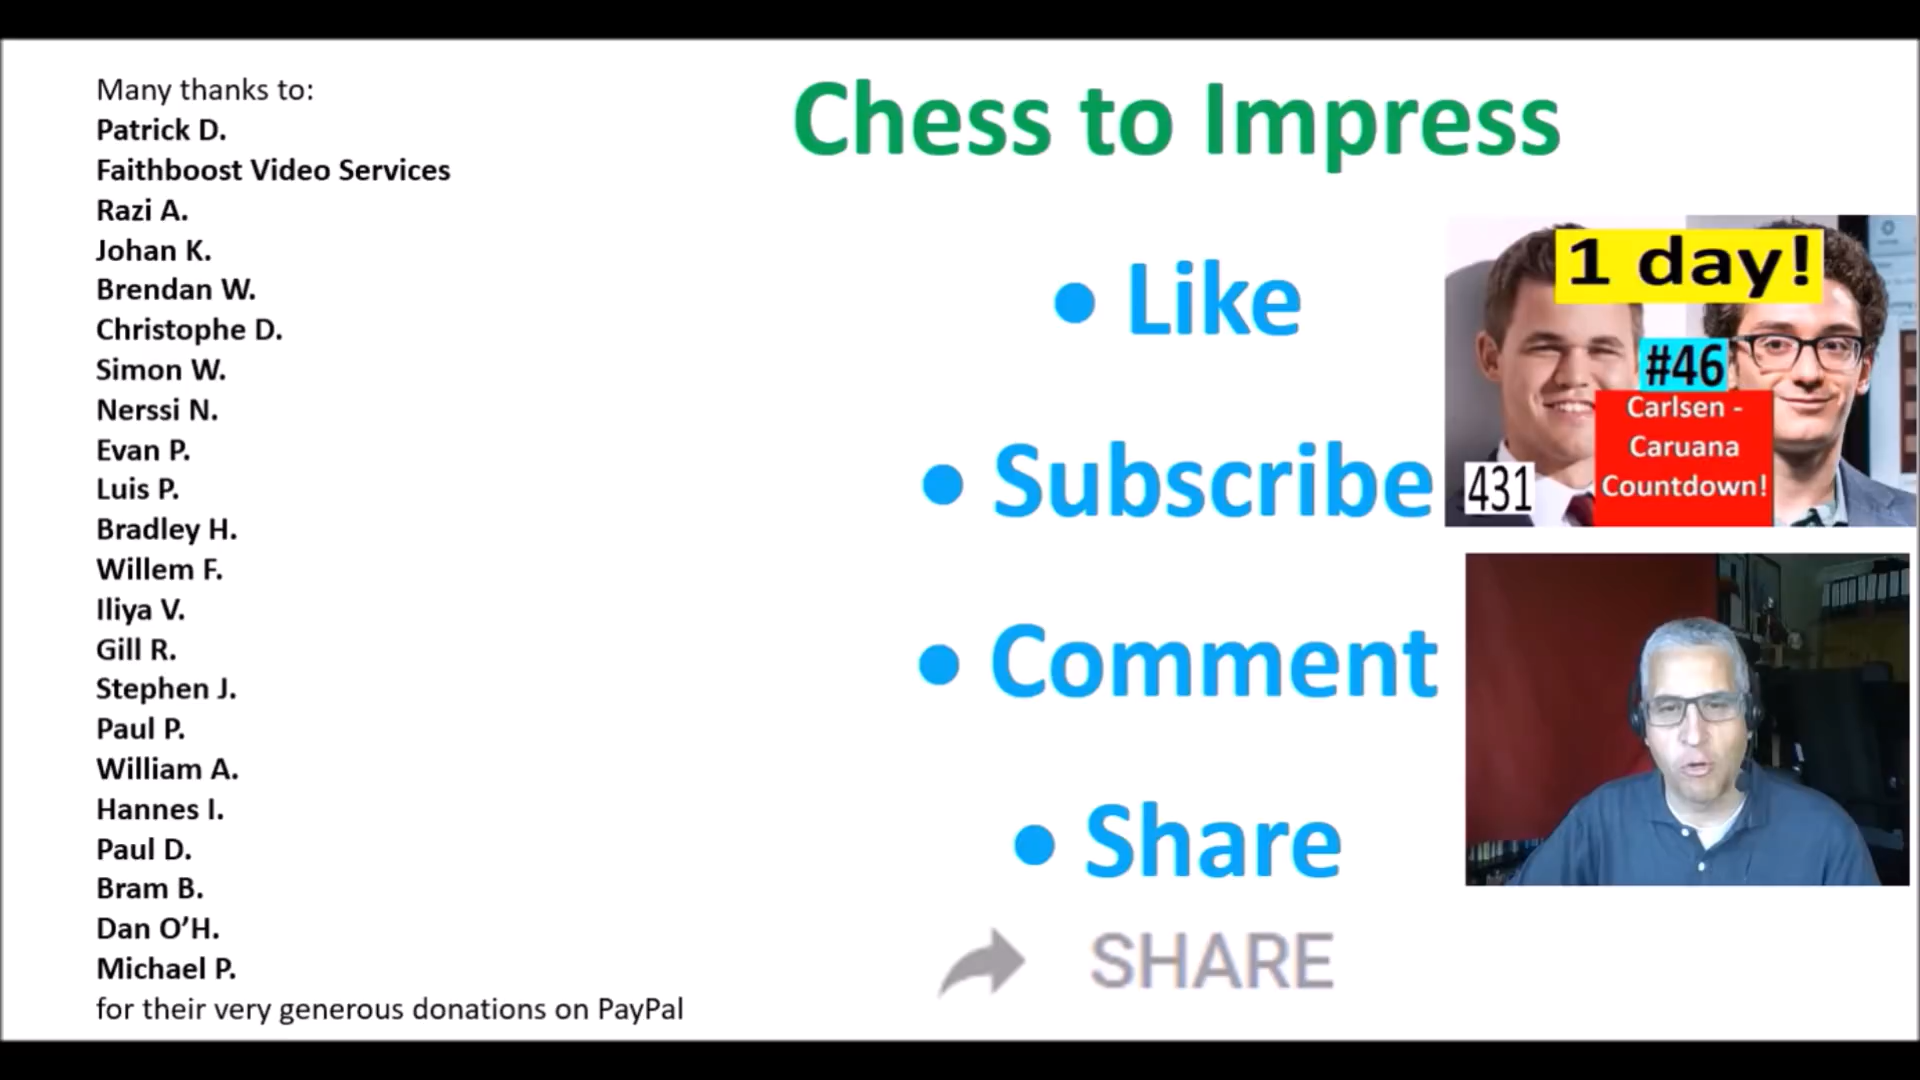 Many thanks to:
Patrick D.
Faithboost Video Services
Razi A.
Johan K.
Brendan W.
Christophe D.
Simon W.
Nerssi N.
Evan P.
Luis P.
Bradley H.
Willem F.
Iliya V.
Gill R.
Stephen J.
Paul P.
William A.
Hannes I.
Paul D.
Bram B.
Dan O’H.
Michael P.
for their very generous donations on PayPal
Chess to Impress
• Like
• Subscribe
• Comment
• Share
SHARE
1 day!
#46
Carlsen -
Caruana
Countdown!
431